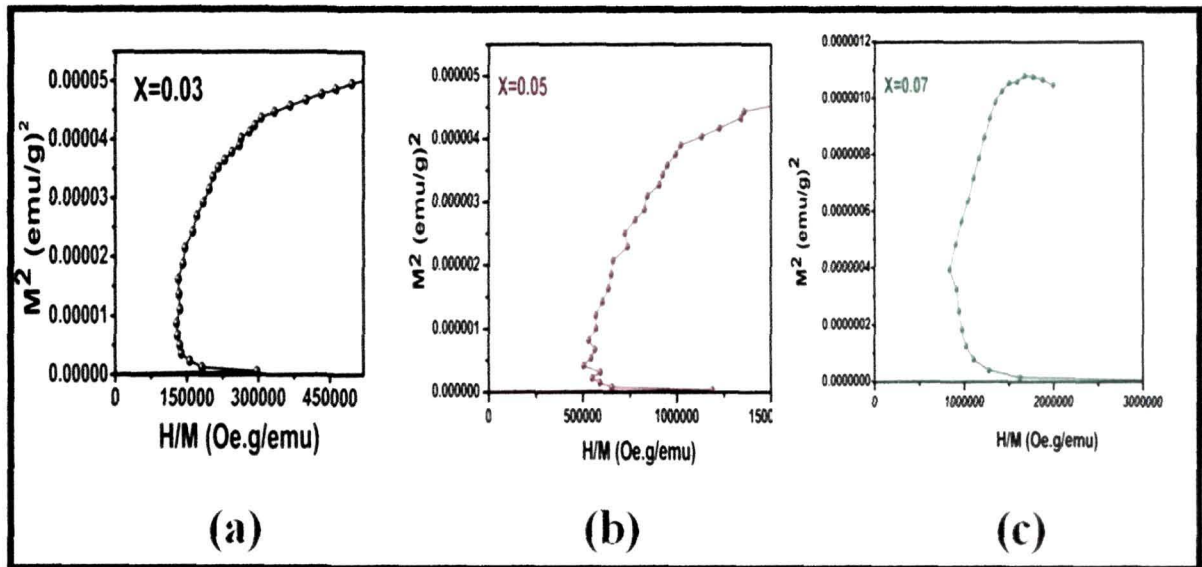 X=0.03
M² (emu/g)²
0.00005
0.00004
0.00003
0.00002
0.00001
0.00000
0
150000
300000
450000
H/M (Oe.g/emu)
(a)
X=0.05
M² (emu/g)²
0.000005
0.000004
0.000003
0.000002
0.000001
0.000000
0
500000
1000000
1500
H/M (Oe.g/emu)
(b)
X=0.07
M² (emu/g)²
0.0000012
0.0000010
0.0000008
0.0000006
0.0000004
0.0000002
0.0000000
0
1000000
2000000
3000000
H/M (Oe.g/emu)
(c)